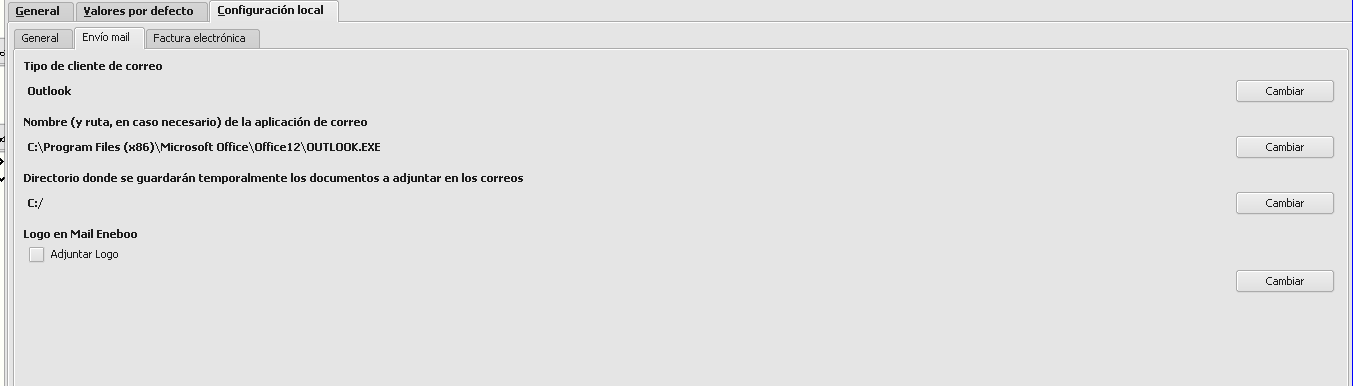 General Valores por defecto Configuración local
General Envío mail Factura electrónica
Tipo de cliente de correo
Outlook Cambiar
Nombre (y ruta, en caso necesario) de la aplicación de correo
C:\Program Files (x86)\Microsoft Office\Office12\OUTLOOK.EXE Cambiar
Directorio donde se guardarán temporalmente los documentos a adjuntar en los correos
C:/ Cambiar
Logo en Mail Eneboo
Adjuntar Logo
Cambiar